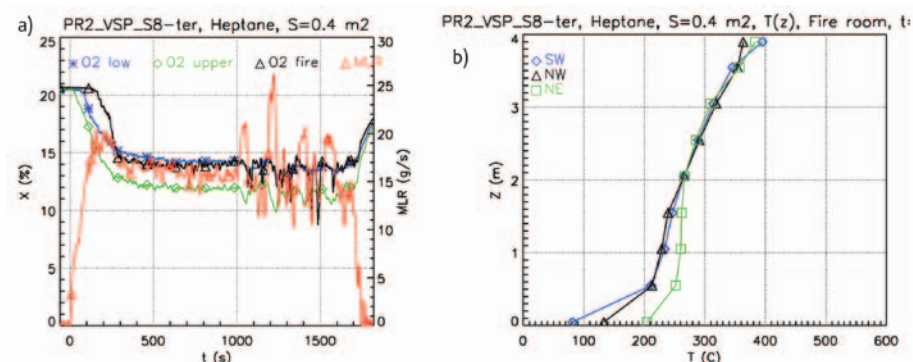 PR2_VSP_S8-ter, Heptane, S=0.4 m2
a)
O2 low O2 upper O2 fire MLR
X (%)
25
20
15
10
5
0
MLR (g/s)
30
25
20
15
10
5
0
0 500 1000 1500
t (s)
PR2_VSP_S8-ter, Heptane, S=0.4 m2, T(z), Fire room, t=
b)
SW
NW
NE
Z (m)
4
3
2
1
0
0 100 200 300 400 500 600
T (C)